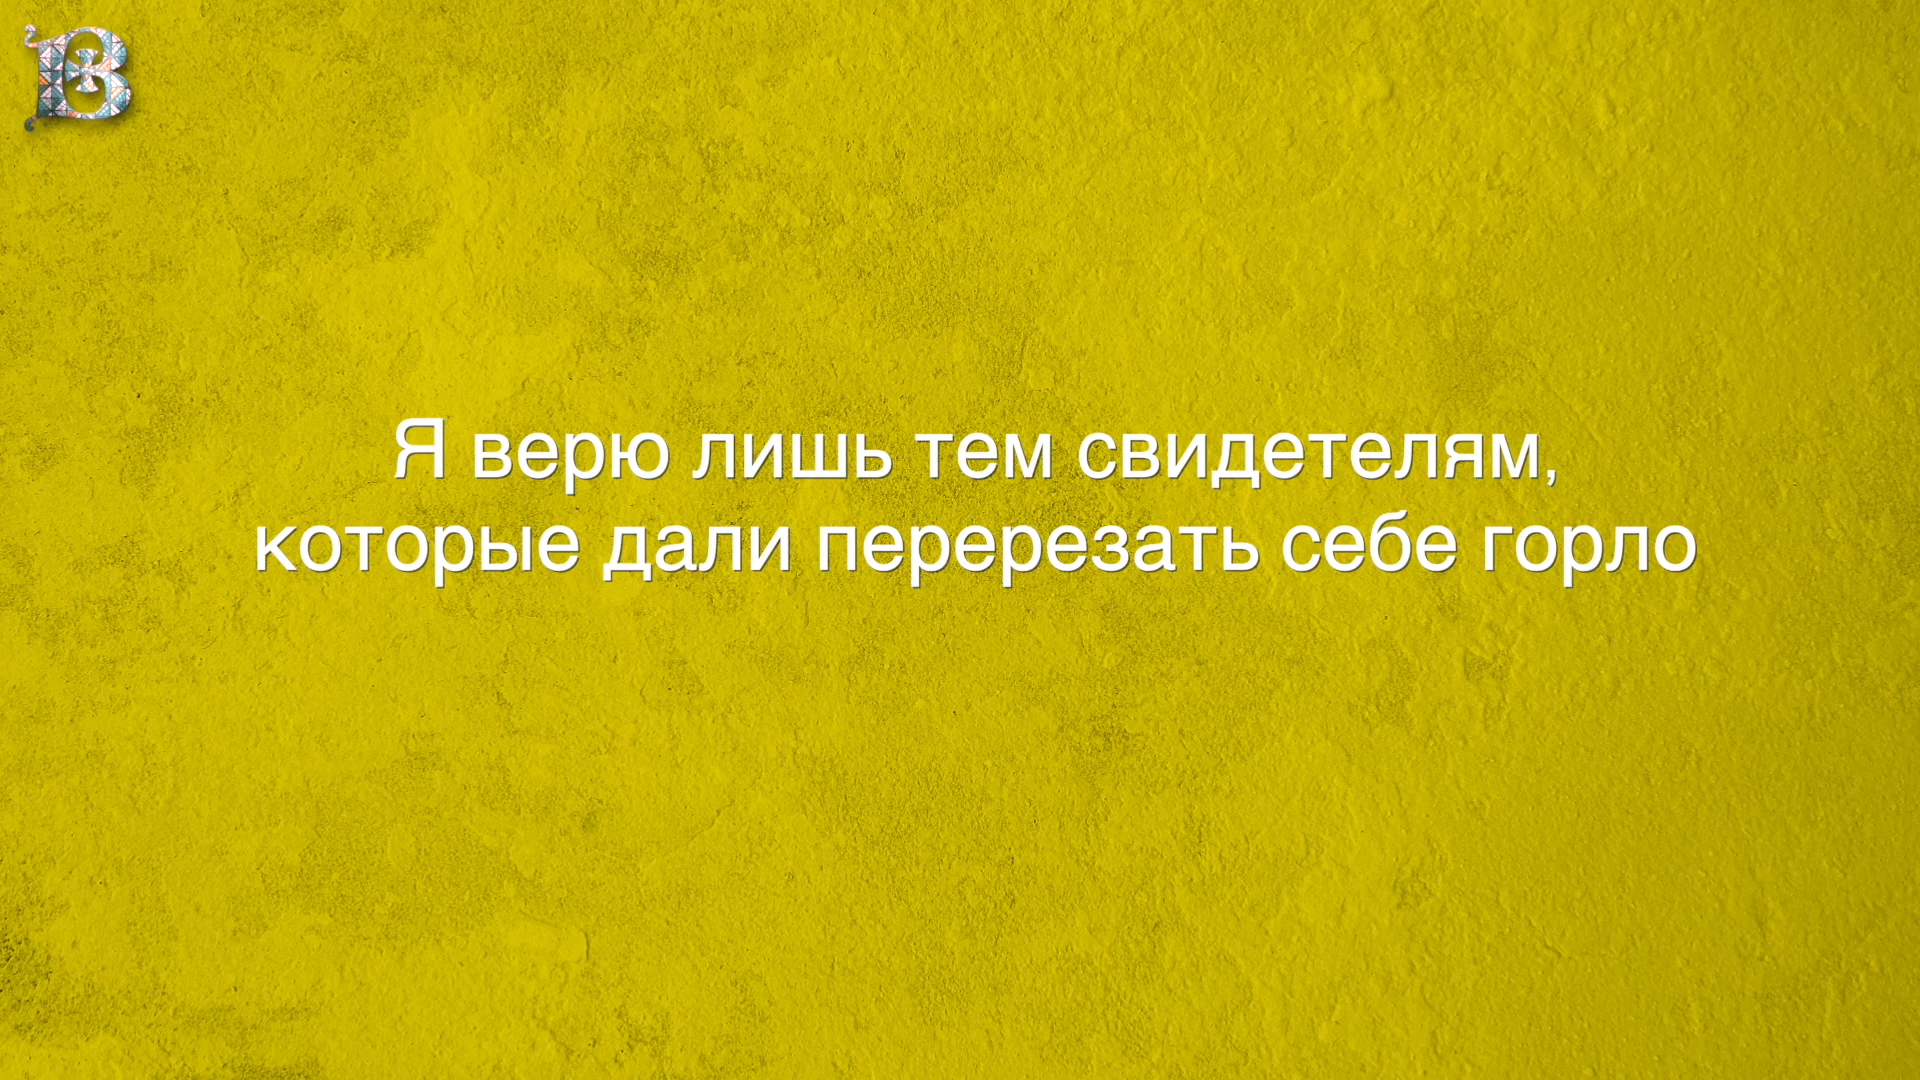 Я верю лишь тем свидетелям,
которые дали перерезать себе горло